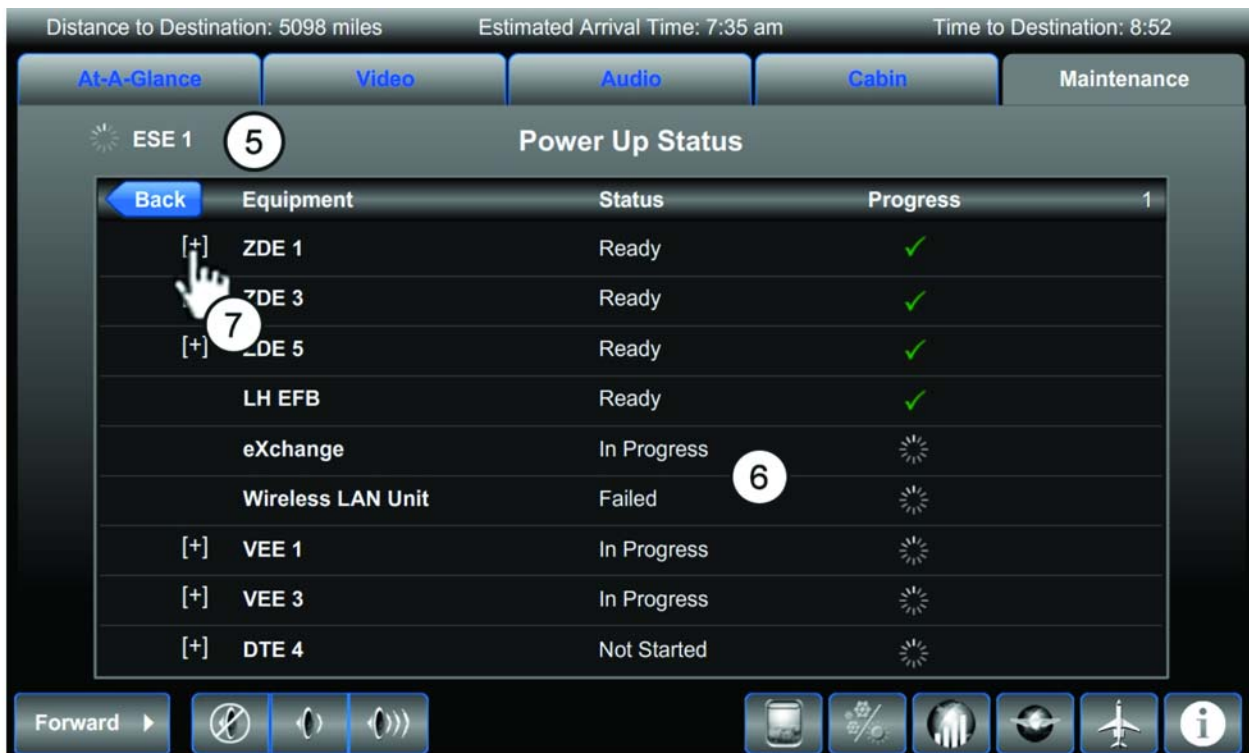 Distance to Destination: 5098 miles Estimated Arrival Time: 7:35 am Time to Destination: 8:52
At-A-Glance Video Audio Cabin Maintenance
ESE 1 5 Power Up Status
Back Equipment Status Progress 1
[+] ZDE 1 Ready
ZDE 3 Ready
7
[+] ZDE 5 Ready
LH EFB Ready
eXchange In Progress
6
Wireless LAN Unit Failed
[+] VEE 1 In Progress
[+] VEE 3 In Progress
[+] DTE 4 Not Started
Forward i